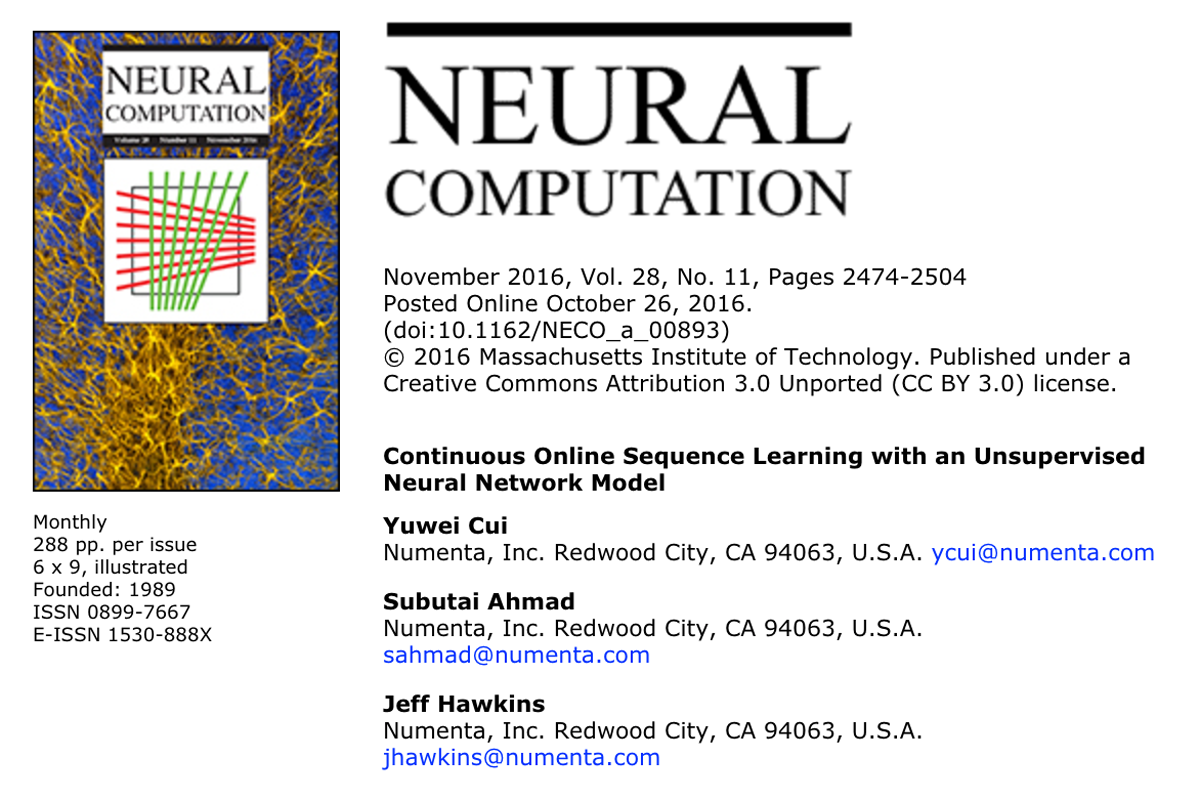 NEURAL
COMPUTATION
Volume 28 Number 11 November 2016
Monthly
288 pp. per issue
6 x 9, illustrated
Founded: 1989
ISSN 0899-7667
E-ISSN 1530-888X
NEURAL
COMPUTATION
November 2016, Vol. 28, No. 11, Pages 2474-2504
Posted Online October 26, 2016.
(doi:10.1162/NECO_a_00893)
© 2016 Massachusetts Institute of Technology. Published under a
Creative Commons Attribution 3.0 Unported (CC BY 3.0) license.
Continuous Online Sequence Learning with an Unsupervised
Neural Network Model
Yuwei Cui
Numenta, Inc. Redwood City, CA 94063, U.S.A. ycui@numenta.com
Subutai Ahmad
Numenta, Inc. Redwood City, CA 94063, U.S.A.
sahmad@numenta.com
Jeff Hawkins
Numenta, Inc. Redwood City, CA 94063, U.S.A.
jhawkins@numenta.com